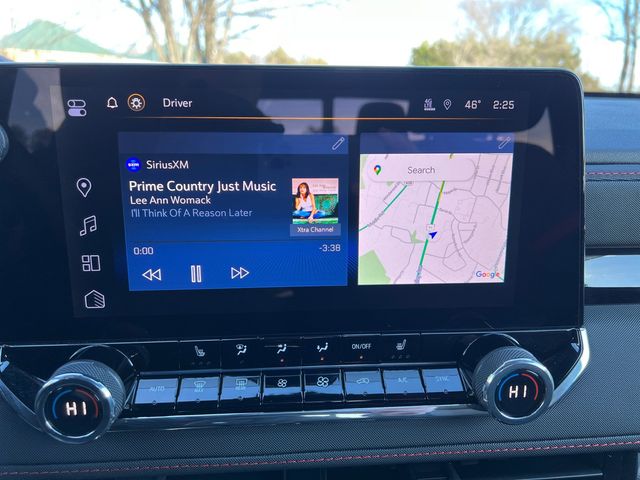 Driver
46° 2:25
SiriusXM
Prime Country Just Music
Lee Ann Womack
I'll Think Of A Reason Later
Xtra Channel
0:00
-3:38
Search
Google
ON/OFF
AUTO
REAR
A/C
SYNC
HI
HI